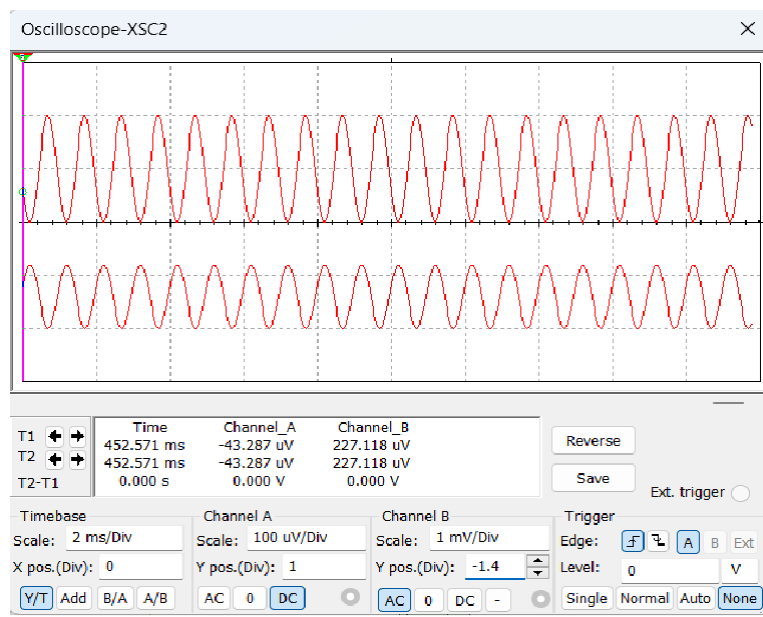 Oscilloscope-XSC2
Time Channel_A Channel_B
T1 452.571 ms -43.287 uV 227.118 uV
T2 452.571 ms -43.287 uV 227.118 uV
T2-T1 0.000 s 0.000 V 0.000 V
Reverse
Save
Ext. trigger
Timebase Channel A Channel B Trigger
Scale: 2 ms/Div Scale: 100 uV/Div Scale: 1 mV/Div Edge: A B Ext
X pos.(Div): 0 Y pos.(Div): 1 Y pos.(Div): -1.4 Level: 0 V
Y/T Add B/A A/B AC 0 DC AC 0 DC - Single Normal Auto None